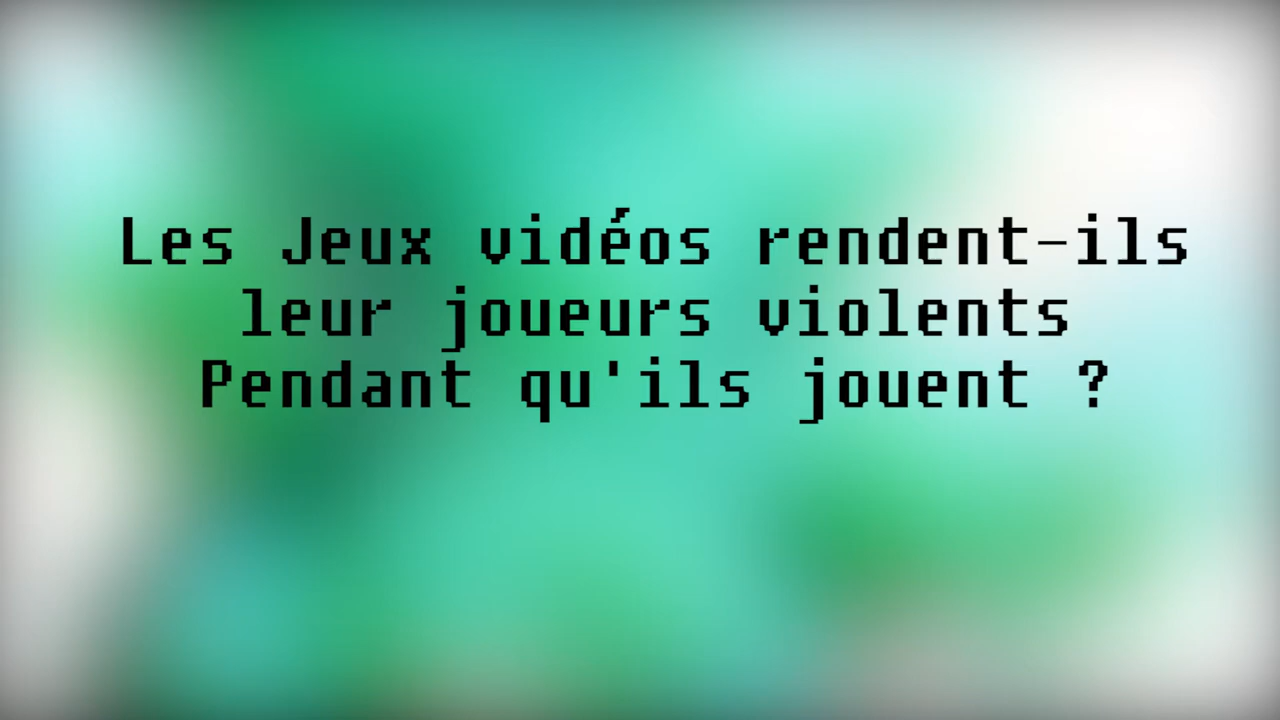 Les Jeux vidéos rendent-ils
leur joueurs violents
Pendant qu'ils jouent ?